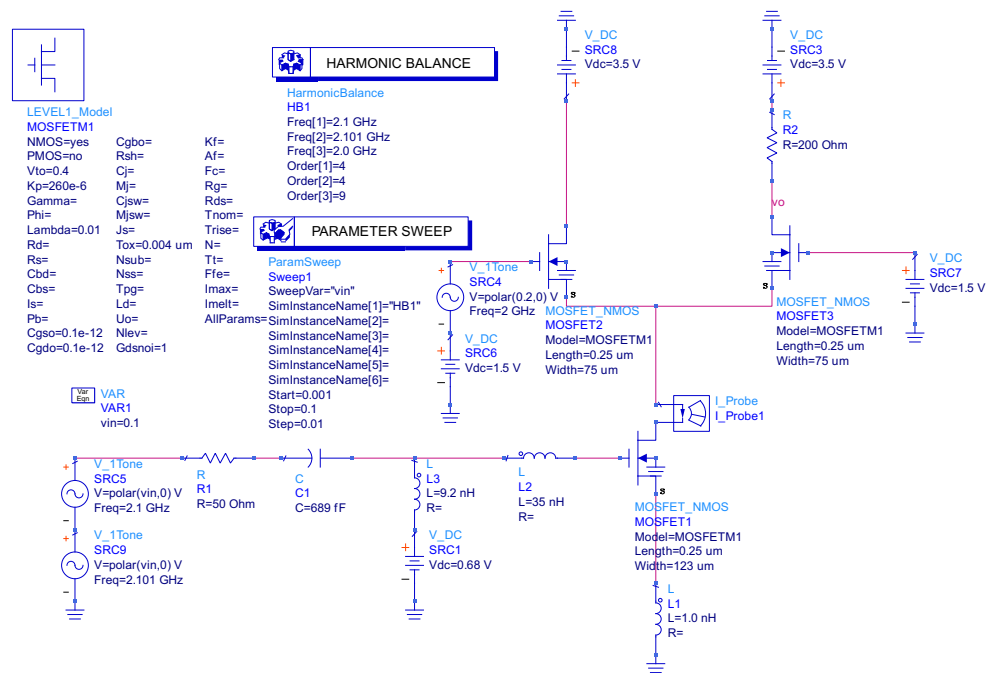 LEVEL1_Model
MOSFETM1
NMOS=yes
PMOS=no
Vto=0.4
Kp=260e-6
Gamma=
Phi=
Lambda=0.01
Rd=
Rs=
Cbd=
Cbs=
Is=
Pb=
Cgso=0.1e-12
Cgdo=0.1e-12
Cgbo=
Rsh=
Cj=
Mj=
Cjsw=
Mjsw=
Js=
Tox=0.004 um
Nsub=
Nss=
Tpg=
Ld=
Uo=
Nlev=
Gdsnoi=1
Kf=
Af=
Fc=
Rg=
Rds=
Tnom=
Trise=
N=
Tt=
Ffe=
Imax=
Imelt=
AllParams=
HARMONIC BALANCE
HarmonicBalance
HB1
Freq[1]=2.1 GHz
Freq[2]=2.101 GHz
Freq[3]=2.0 GHz
Order[1]=4
Order[2]=4
Order[3]=9
PARAMETER SWEEP
ParamSweep
Sweep1
SweepVar="vin"
SimInstanceName[1]="HB1"
SimInstanceName[2]=
SimInstanceName[3]=
SimInstanceName[4]=
SimInstanceName[5]=
SimInstanceName[6]=
Start=0.001
Stop=0.1
Step=0.01
V_DC
SRC8
Vdc=3.5 V
V_DC
SRC3
Vdc=3.5 V
R
R2
R=200 Ohm
vo
V_1Tone
SRC4
V=polar(0.2,0) V
Freq=2 GHz
V_DC
SRC6
Vdc=1.5 V
s
MOSFET_NMOS
MOSFET2
Model=MOSFETM1
Length=0.25 um
Width=75 um
s
MOSFET_NMOS
MOSFET3
Model=MOSFETM1
Length=0.25 um
Width=75 um
V_DC
SRC7
Vdc=1.5 V
I_Probe
I_Probe1
Var
Eqn
VAR
VAR1
vin=0.1
V_1Tone
SRC5
V=polar(vin,0) V
Freq=2.1 GHz
V_1Tone
SRC9
V=polar(vin,0) V
Freq=2.101 GHz
R
R1
R=50 Ohm
C
C1
C=689 fF
L
L3
L=9.2 nH
R=
V_DC
SRC1
Vdc=0.68 V
L
L2
L=35 nH
R=
s
MOSFET_NMOS
MOSFET1
Model=MOSFETM1
Length=0.25 um
Width=123 um
L
L1
L=1.0 nH
R=